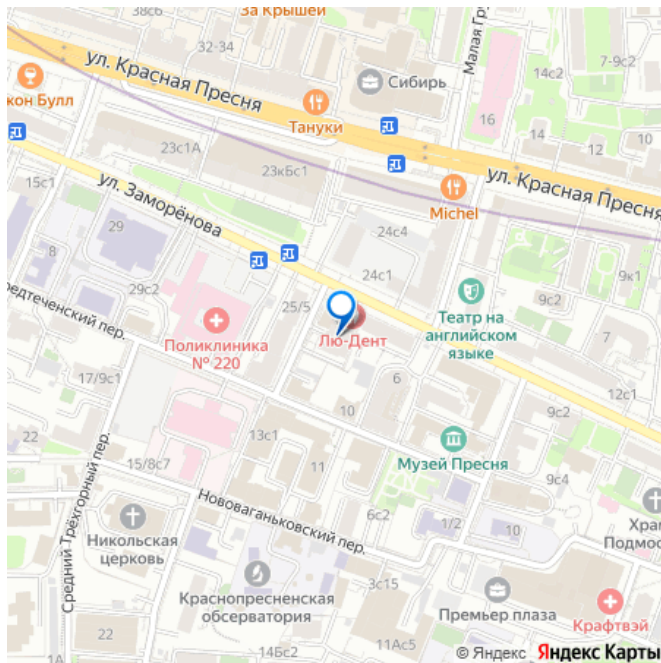 38с6
За Крышей
32-34
ул. Красная Пресня
Сибирь
Малая Гру
7-9с2
14с2
кон Булл
Тануки
16
14
12
10
23с1А
23кБс1
ул. Красная Пресня
15с1
ул. Заморёнова
Michel
24с4
29
8
9к1
24с1
29с2
25/5
9с2
Театр на
английском
языке
7
редтеченский пер.
Поликлиника
№ 220
Лю-Дент
17/9с1
6
12с1
10
9с2
22
13с1
Музей Пресня
15/8с7
11
9с4
22
Средний Трёхгорный пер.
Нововаганьковский пер.
6с2
1/2
10
Никольская
церковь
Храм
Подмос
Краснопресненская
обсерватория
3с15
Премьер плаза
Крафтвэй
1А
14Бс2
11Ас5
© Яндекс Яндекс Карты